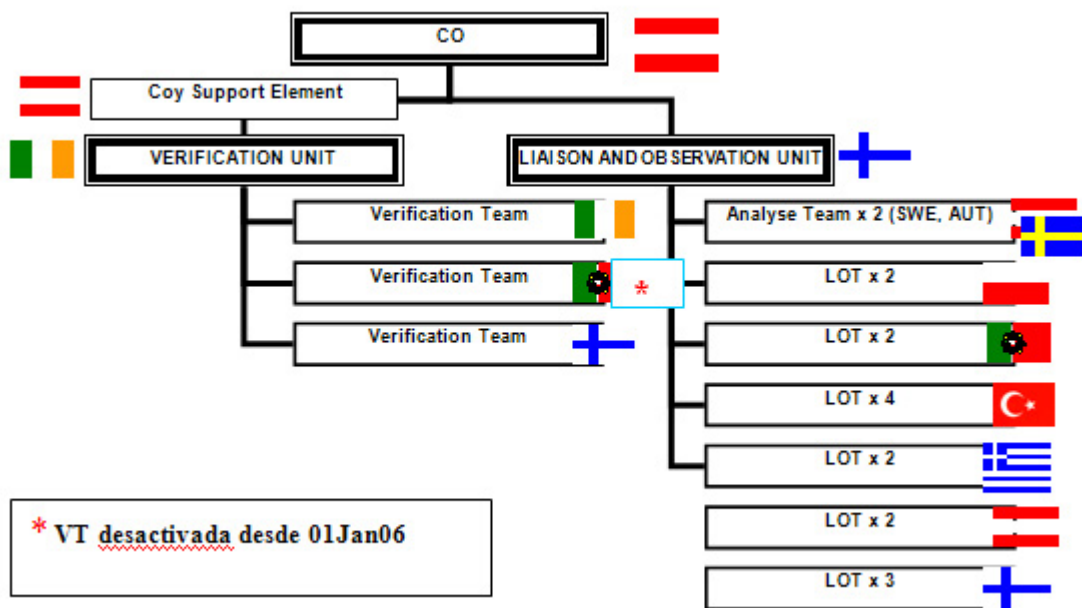 CO
Coy Support Element
VERIFICATION UNIT
LIAISON AND OBSERVATION UNIT
Verification Team
Analyse Team x 2 (SWE, AUT)
Verification Team
*
LOT x 2
Verification Team
LOT x 2
LOT x 4
LOT x 2
* VT desactivada desde 01Jan06
LOT x 2
LOT x 3